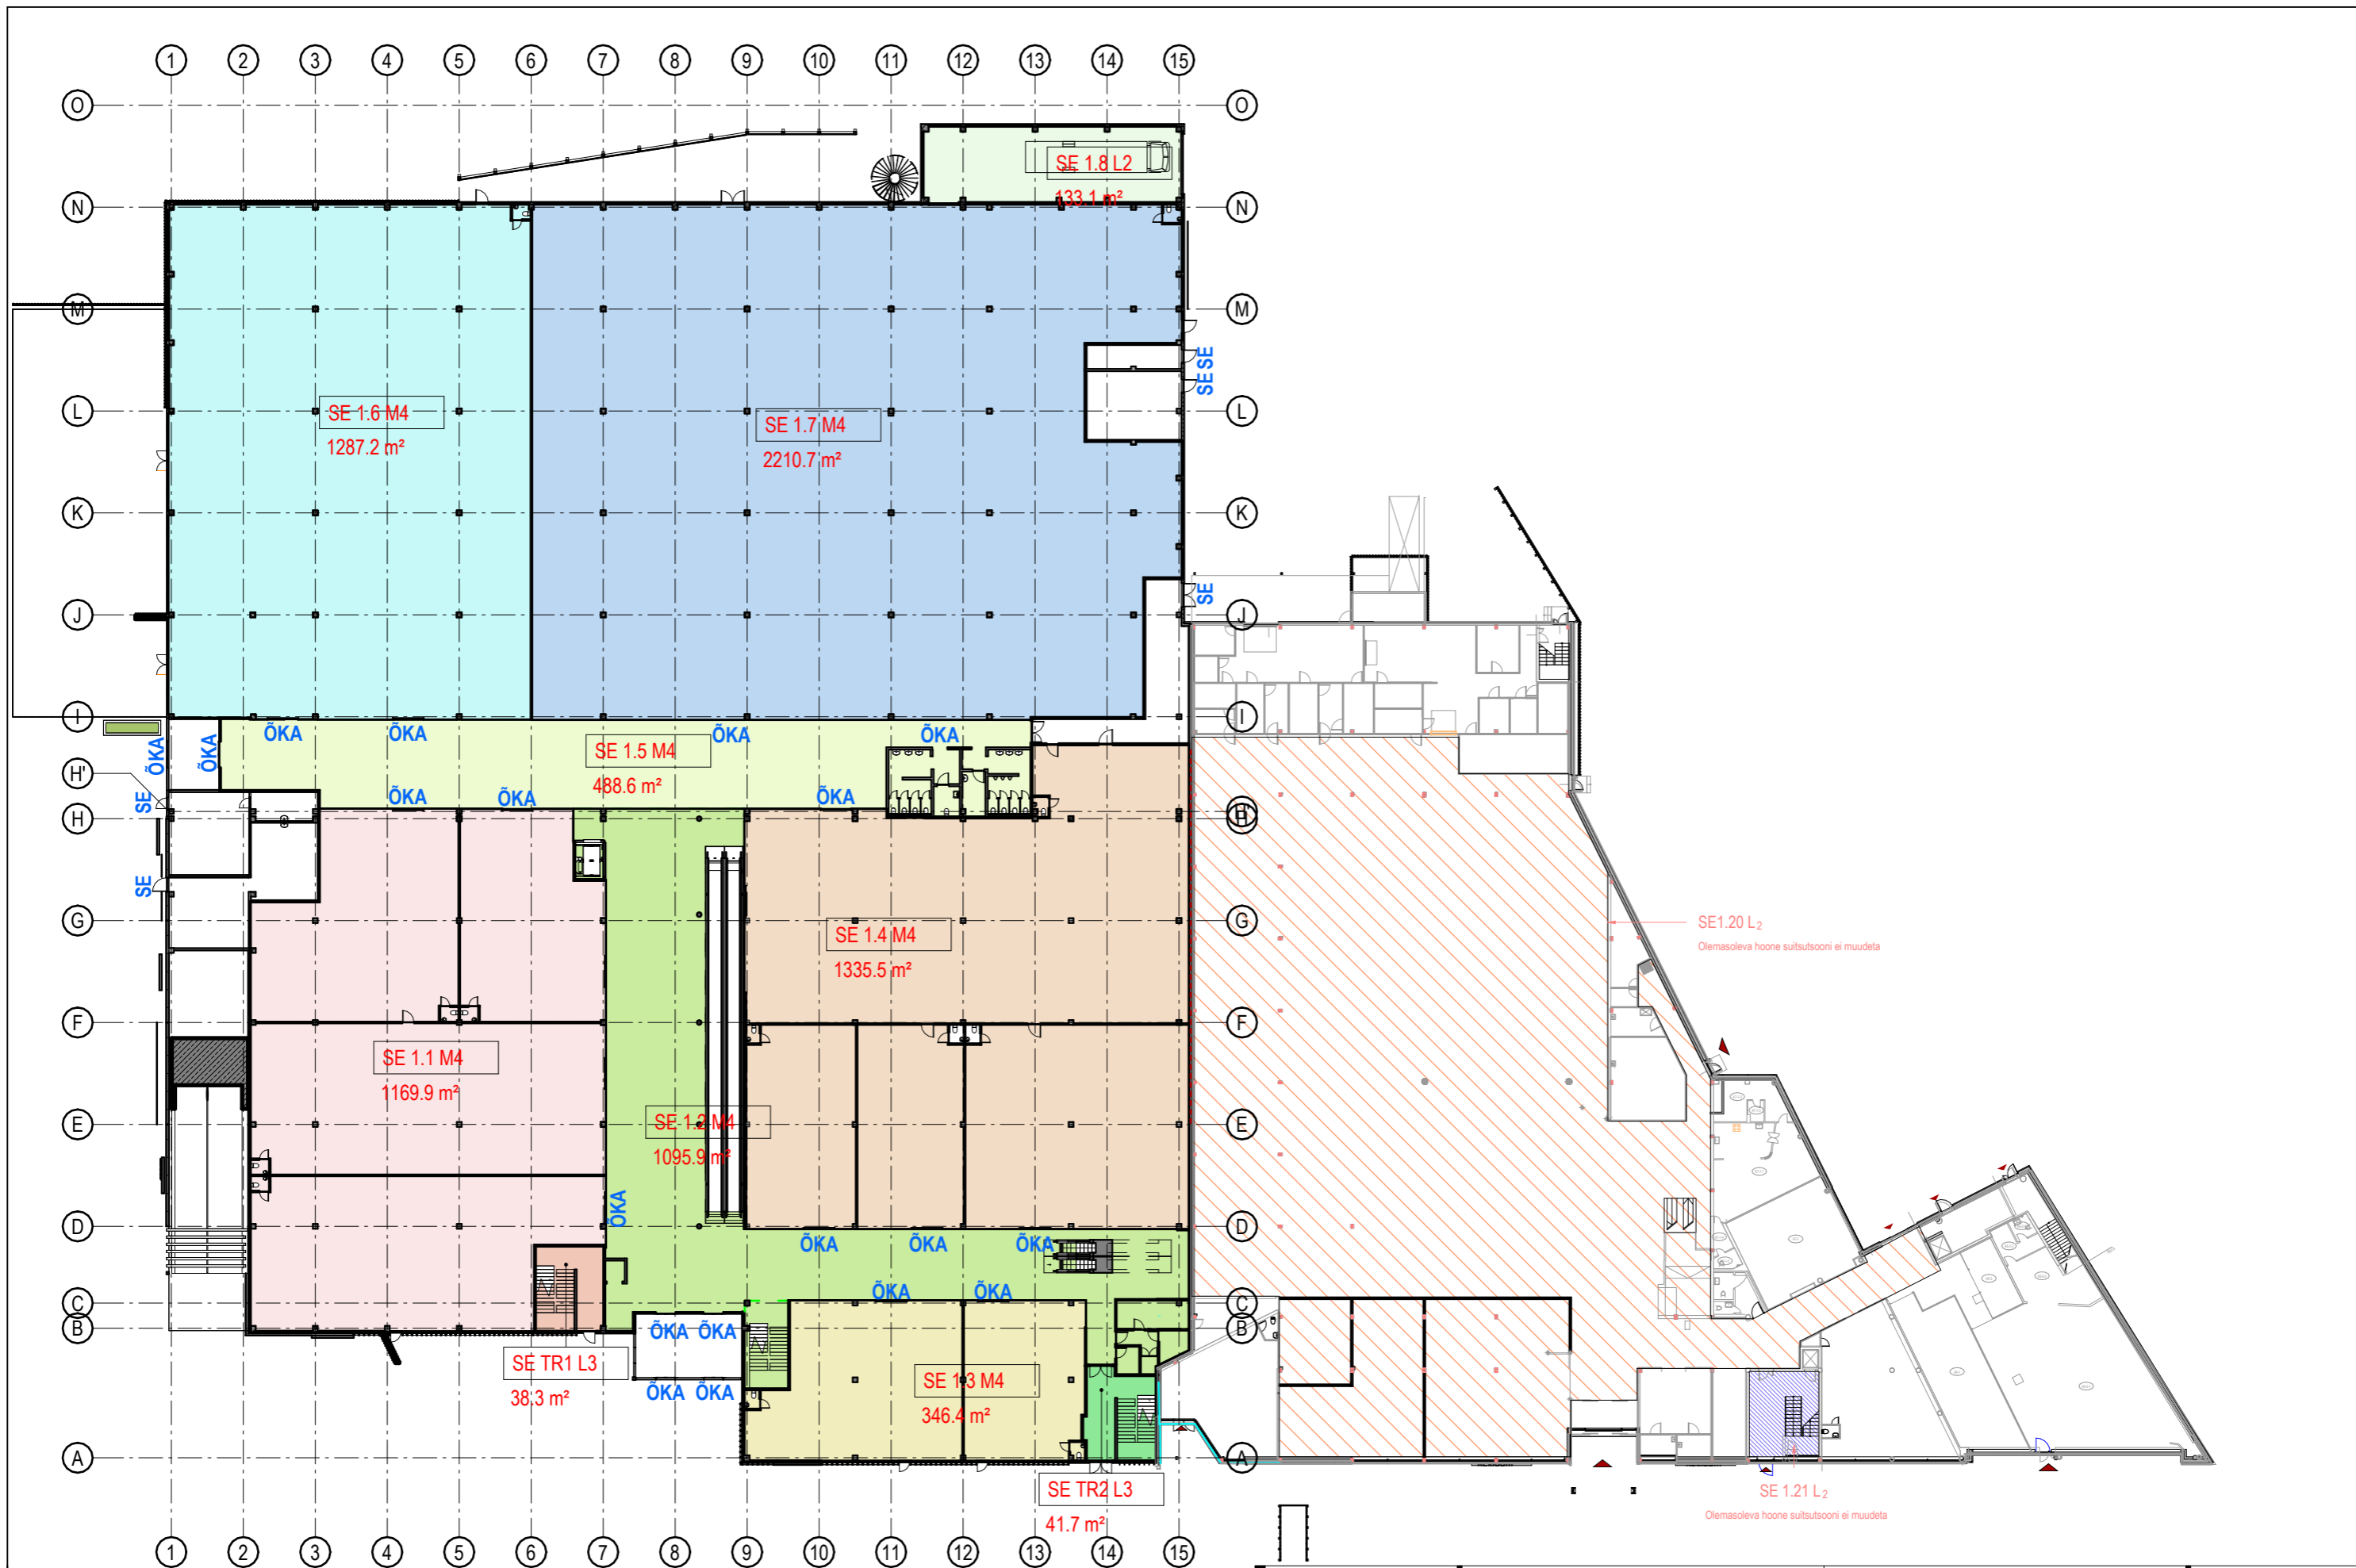 1 2 3 4 5 6 7 8 9 10 11 12 13 14 15
O O
SE 1.8 L2
133.1 m²
N N
M M
SE SE
L L
SE 1.6 M4
1287.2 m²
SE 1.7 M4
2210.7 m²
K K
J J
SE
I I
ÕKA ÕKA ÕKA ÕKA
ÕKA ÕKA
SE 1.5 M4
488.6 m²
H'
ÕKA ÕKA ÕKA
SE
H H
SE
G G
SE 1.4 M4
1335.5 m²
SE1.20 L2
Olemasoleva hoone suitsutsooni ei muudeta
F F
SE 1.1 M4
1169.9 m²
E E
SE 1.2 M4
1095.9 m²
ÕKA
D D
ÕKA ÕKA ÕKA
ÕKA ÕKA
C C
B B
ÕKA ÕKA
SE TR1 L3
38.3 m²
ÕKA ÕKA
SE 1.3 M4
346.4 m²
A A
SE TR2 L3
41.7 m²
SE 1.21 L2
Olemasoleva hoone suitsutsooni ei muudeta
1 2 3 4 5 6 7 8 9 10 11 12 13 14 15